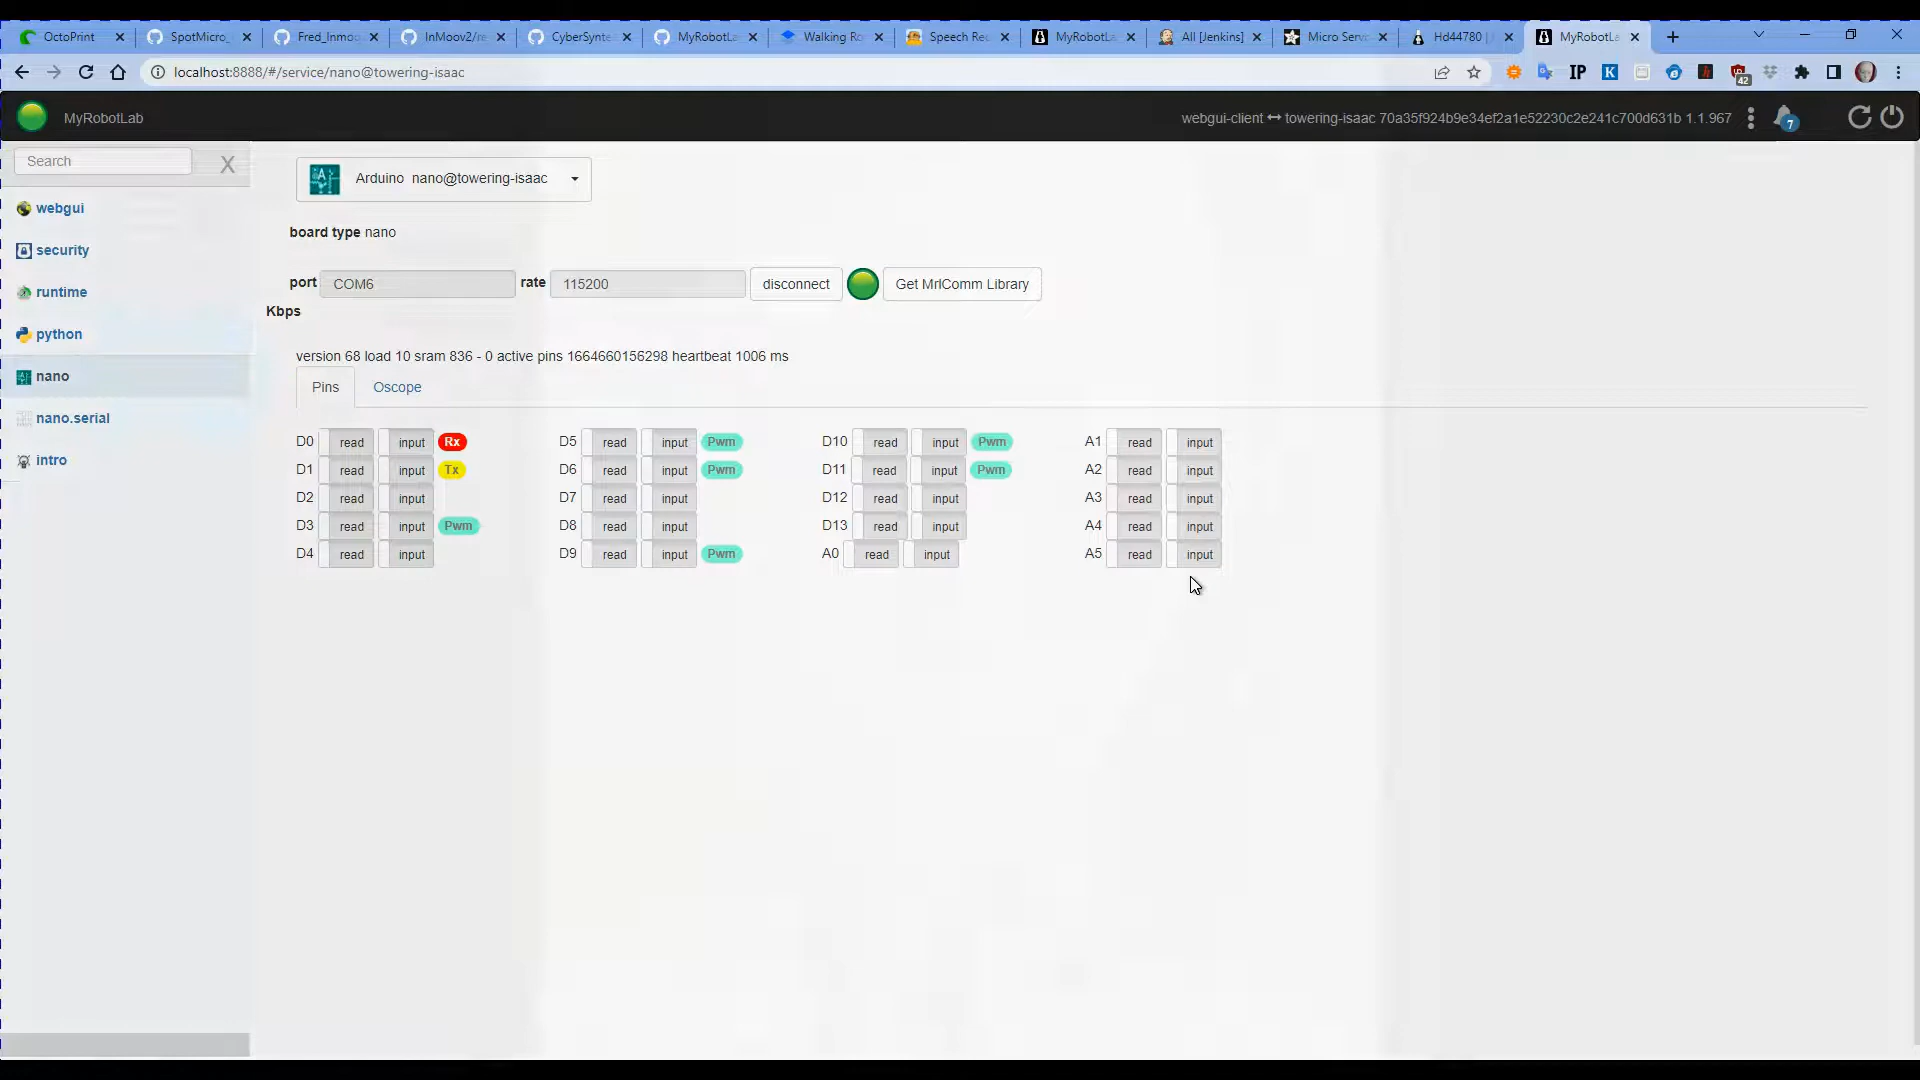 OctoPrint SpotMicro_ Fred_Inmoo InMoov2/re CyberSynte MyRobotLa Walking Ro Speech Rec MyRobotLa All [Jenkins] Micro Servo Hd44780 | MyRobotLa
localhost:8888/#/service/nano@towering-isaac IP K 42
MyRobotLab webgui-client towering-isaac 70a35f924b9e34ef2a1e52230c2e241c700d631b 1.1.967 7
Search X
Arduino nano@towering-isaac
webgui
board type nano
security
port COM6 rate 115200 disconnect Get MrlComm Library
runtime
Kbps
python
version 68 load 10 sram 836 - 0 active pins 1664660156298 heartbeat 1006 ms
nano
Pins Oscope
nano.serial
D0 read input Rx D5 read input Pwm D10 read input Pwm A1 read input
intro
D1 read input Tx D6 read input Pwm D11 read input Pwm A2 read input
D2 read input D7 read input D12 read input A3 read input
D3 read input Pwm D8 read input D13 read input A4 read input
D4 read input D9 read input Pwm A0 read input A5 read input